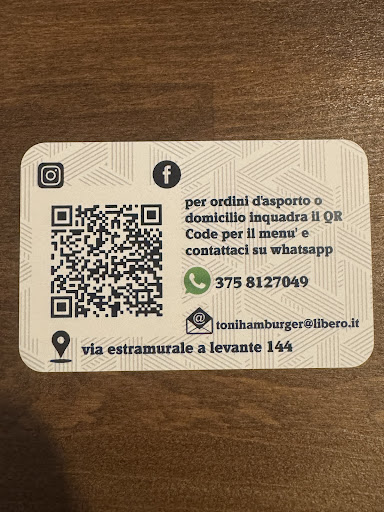 per ordini d'asporto o
domicilio inquadra il QR
Code per il menu' e
contattaci su whatsapp
375 8127049
@
tonihamburger@libero.it
via estramurale a levante 144